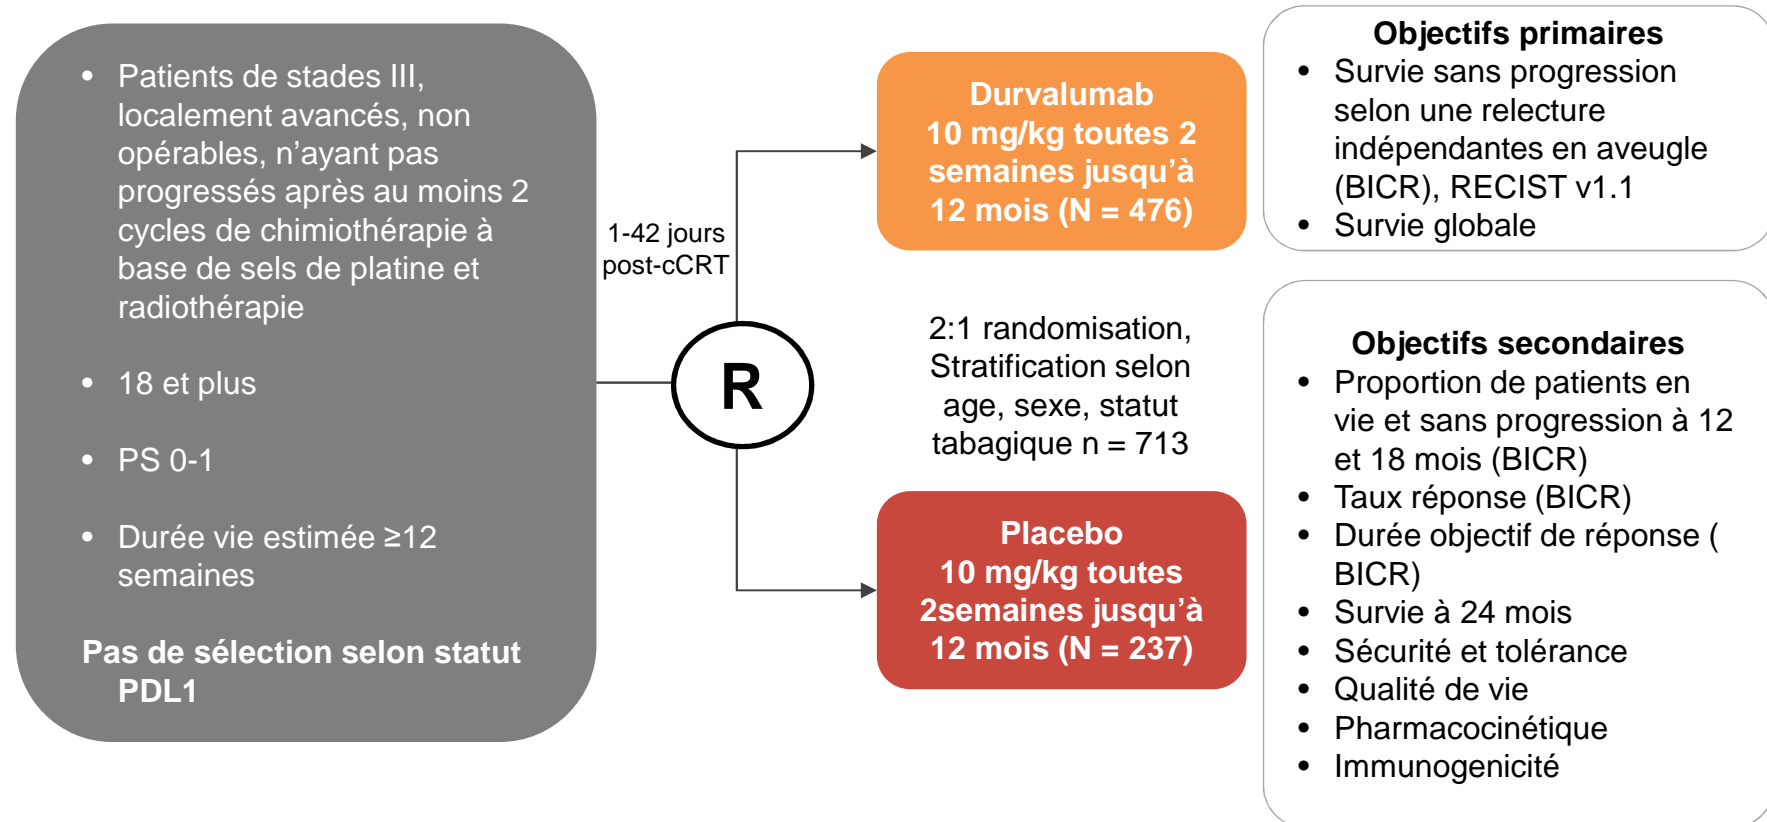 • Patients de stades III,
localement avancés, non
opérables, n’ayant pas
progressés après au moins 2
cycles de chimiothérapie à
base de sels de platine et
radiothérapie
• 18 et plus
• PS 0-1
• Durée vie estimée ≥12
semaines
Pas de sélection selon statut
PDL1
1-42 jours
post-cCRT
R
Durvalumab
10 mg/kg toutes 2
semaines jusqu’à
12 mois (N = 476)
2:1 randomisation,
Stratification selon
age, sexe, statut
tabagique n = 713
Placebo
10 mg/kg toutes
2semaines jusqu’à
12 mois (N = 237)
Objectifs primaires
• Survie sans progression
selon une relecture
indépendantes en aveugle
(BICR), RECIST v1.1
• Survie globale
Objectifs secondaires
• Proportion de patients en
vie et sans progression à 12
et 18 mois (BICR)
• Taux réponse (BICR)
• Durée objectif de réponse (
BICR)
• Survie à 24 mois
• Sécurité et tolérance
• Qualité de vie
• Pharmacocinétique
• Immunogenicité